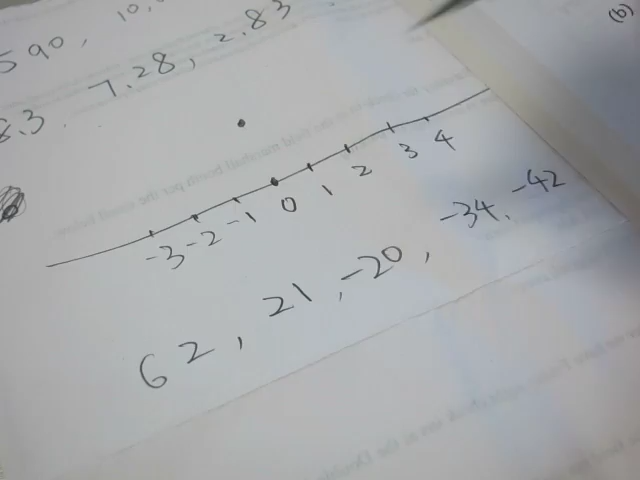 590, 10,
8.3 7.28, 2.83
(b)
-3 -2 -1 0 1 2 3 4
62, 21, -20, -34, -42